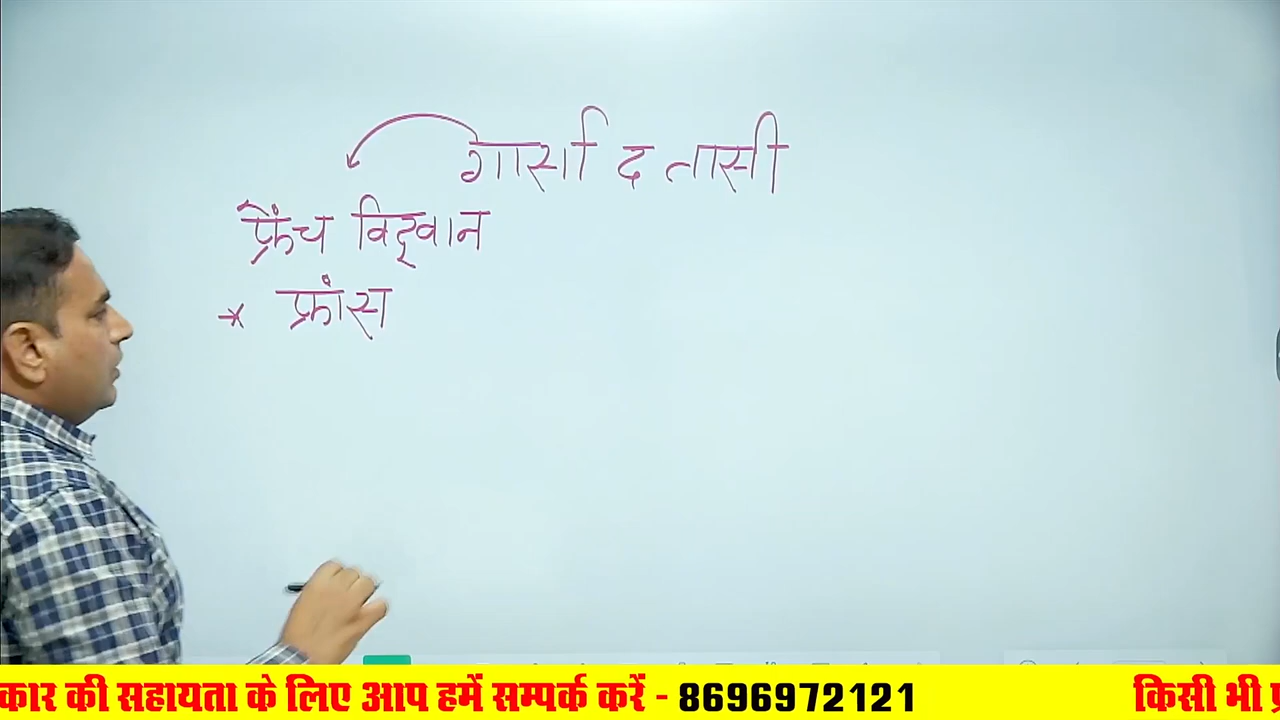 गार्सा द तासी
फ्रेंच विद्वान
* फ्रांस
कार की सहायता के लिए आप हमें सम्पर्क करें - 8696972121 किसी भी प्र